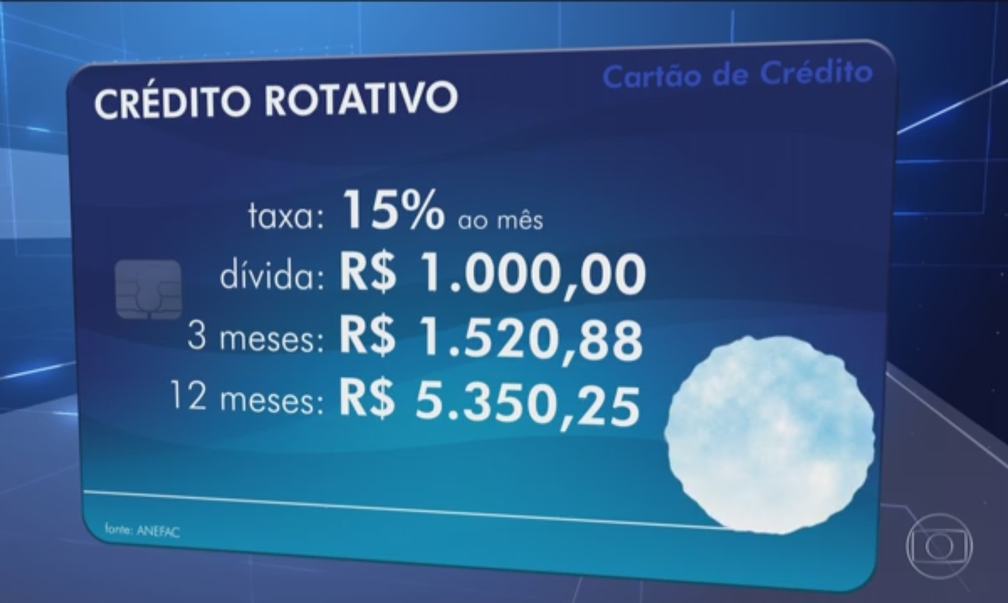 Cartão de Crédito
CRÉDITO ROTATIVO
taxa: 15% ao mês
dívida: R$ 1.000,00
3 meses: R$ 1.520,88
12 meses: R$ 5.350,25
fonte: ANEFAC